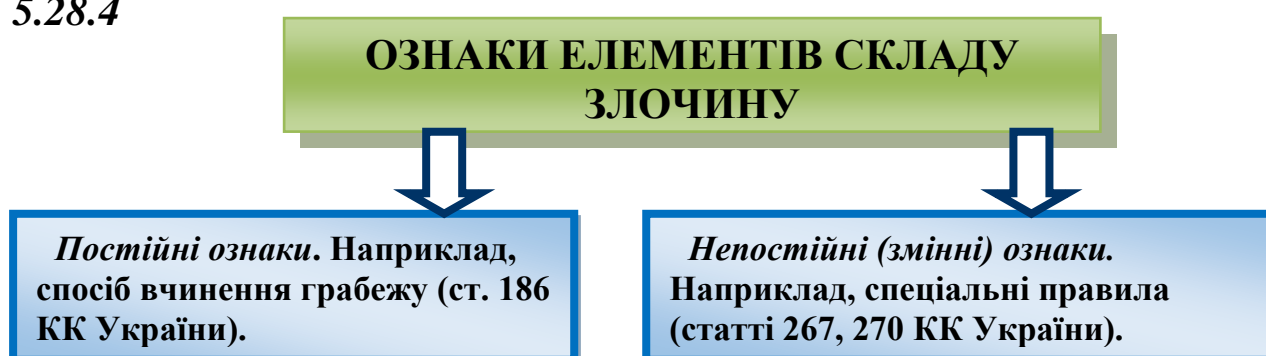 5.28.4
ОЗНАКИ ЕЛЕМЕНТІВ СКЛАДУ
ЗЛОЧИНУ
Постійні ознаки. Наприклад,
спосіб вчинення грабежу (ст. 186
КК України).
Непостійні (змінні) ознаки.
Наприклад, спеціальні правила
(статті 267, 270 КК України).